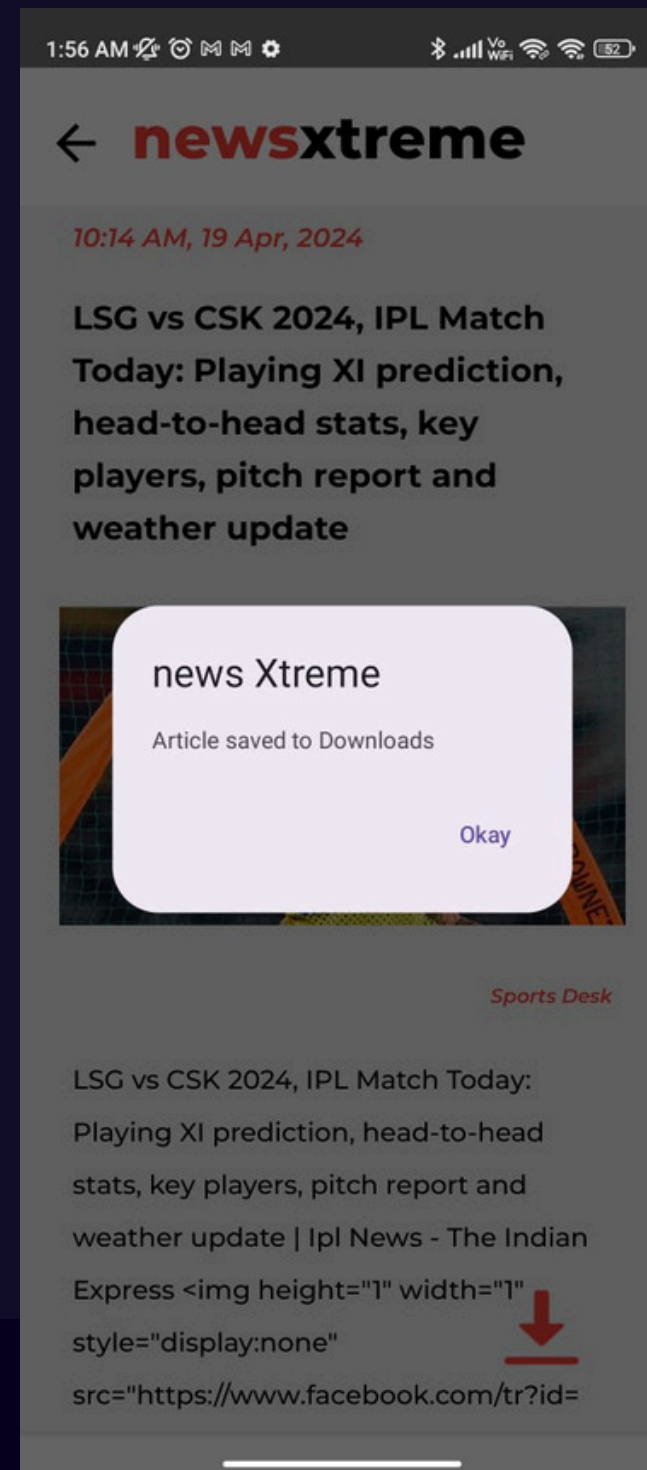 1:56 AM
Vo
WiFi
52
newsxtreme
10:14 AM, 19 Apr, 2024
LSG vs CSK 2024, IPL Match
Today: Playing XI prediction,
head-to-head stats, key
players, pitch report and
weather update
news Xtreme
Article saved to Downloads
Okay
DOWNE
Sports Desk
LSG vs CSK 2024, IPL Match Today:
Playing XI prediction, head-to-head
stats, key players, pitch report and
weather update | Ipl News - The Indian
Express <img height="1" width="1"
style="display:none"
src="https://www.facebook.com/tr?id=